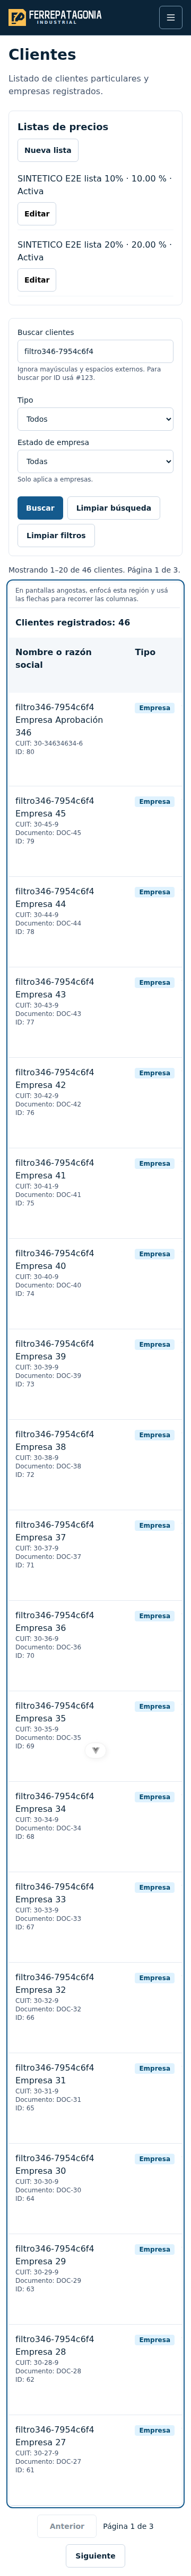 FERREPATAGONIA
INDUSTRIAL
Clientes
Listado de clientes particulares y
empresas registrados.
Listas de precios
Nueva lista
SINTETICO E2E lista 10% · 10.00 % ·
Activa
Editar
SINTETICO E2E lista 20% · 20.00 % ·
Activa
Editar
Buscar clientes
filtro346-7954c6f4
Ignora mayúsculas y espacios externos. Para
buscar por ID usá #123.
Tipo
Todos
Estado de empresa
Todas
Solo aplica a empresas.
Buscar
Limpiar búsqueda
Limpiar filtros
Mostrando 1–20 de 46 clientes. Página 1 de 3.
En pantallas angostas, enfocá esta región y usá
las flechas para recorrer las columnas.
Clientes registrados: 46
Nombre o razón
social
Tipo
filtro346-7954c6f4
Empresa
Empresa Aprobación
346
CUIT: 30-34634634-6
ID: 80
filtro346-7954c6f4
Empresa
Empresa 45
CUIT: 30-45-9
Documento: DOC-45
ID: 79
filtro346-7954c6f4
Empresa
Empresa 44
CUIT: 30-44-9
Documento: DOC-44
ID: 78
filtro346-7954c6f4
Empresa
Empresa 43
CUIT: 30-43-9
Documento: DOC-43
ID: 77
filtro346-7954c6f4
Empresa
Empresa 42
CUIT: 30-42-9
Documento: DOC-42
ID: 76
filtro346-7954c6f4
Empresa
Empresa 41
CUIT: 30-41-9
Documento: DOC-41
ID: 75
filtro346-7954c6f4
Empresa
Empresa 40
CUIT: 30-40-9
Documento: DOC-40
ID: 74
filtro346-7954c6f4
Empresa
Empresa 39
CUIT: 30-39-9
Documento: DOC-39
ID: 73
filtro346-7954c6f4
Empresa
Empresa 38
CUIT: 30-38-9
Documento: DOC-38
ID: 72
filtro346-7954c6f4
Empresa
Empresa 37
CUIT: 30-37-9
Documento: DOC-37
ID: 71
filtro346-7954c6f4
Empresa
Empresa 36
CUIT: 30-36-9
Documento: DOC-36
ID: 70
filtro346-7954c6f4
Empresa
Empresa 35
CUIT: 30-35-9
Documento: DOC-35
ID: 69
filtro346-7954c6f4
Empresa
Empresa 34
CUIT: 30-34-9
Documento: DOC-34
ID: 68
filtro346-7954c6f4
Empresa
Empresa 33
CUIT: 30-33-9
Documento: DOC-33
ID: 67
filtro346-7954c6f4
Empresa
Empresa 32
CUIT: 30-32-9
Documento: DOC-32
ID: 66
filtro346-7954c6f4
Empresa
Empresa 31
CUIT: 30-31-9
Documento: DOC-31
ID: 65
filtro346-7954c6f4
Empresa
Empresa 30
CUIT: 30-30-9
Documento: DOC-30
ID: 64
filtro346-7954c6f4
Empresa
Empresa 29
CUIT: 30-29-9
Documento: DOC-29
ID: 63
filtro346-7954c6f4
Empresa
Empresa 28
CUIT: 30-28-9
Documento: DOC-28
ID: 62
filtro346-7954c6f4
Empresa
Empresa 27
CUIT: 30-27-9
Documento: DOC-27
ID: 61
Anterior
Página 1 de 3
Siguiente